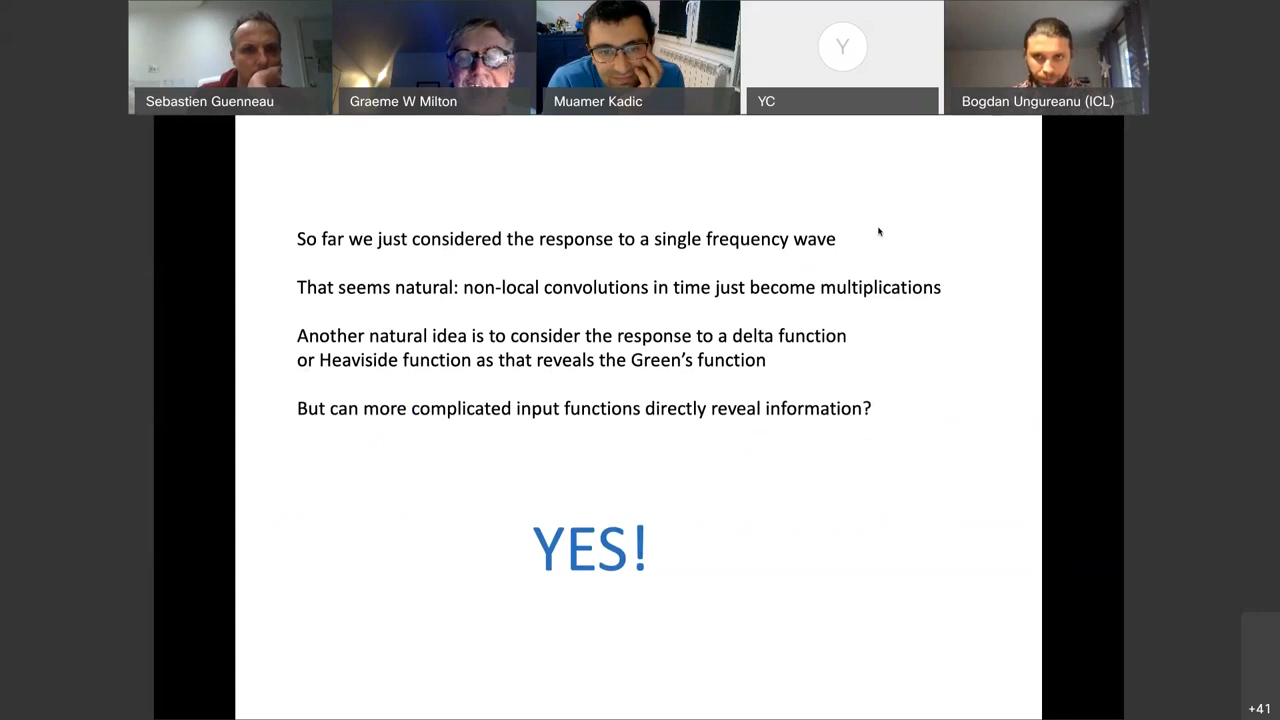 Sebastien Guenneau
Graeme W Milton
Muamer Kadic
Y
YC
Bogdan Ungureanu (ICL)
So far we just considered the response to a single frequency wave
That seems natural: non-local convolutions in time just become multiplications
Another natural idea is to consider the response to a delta function
or Heaviside function as that reveals the Green’s function
But can more complicated input functions directly reveal information?
YES!
+41